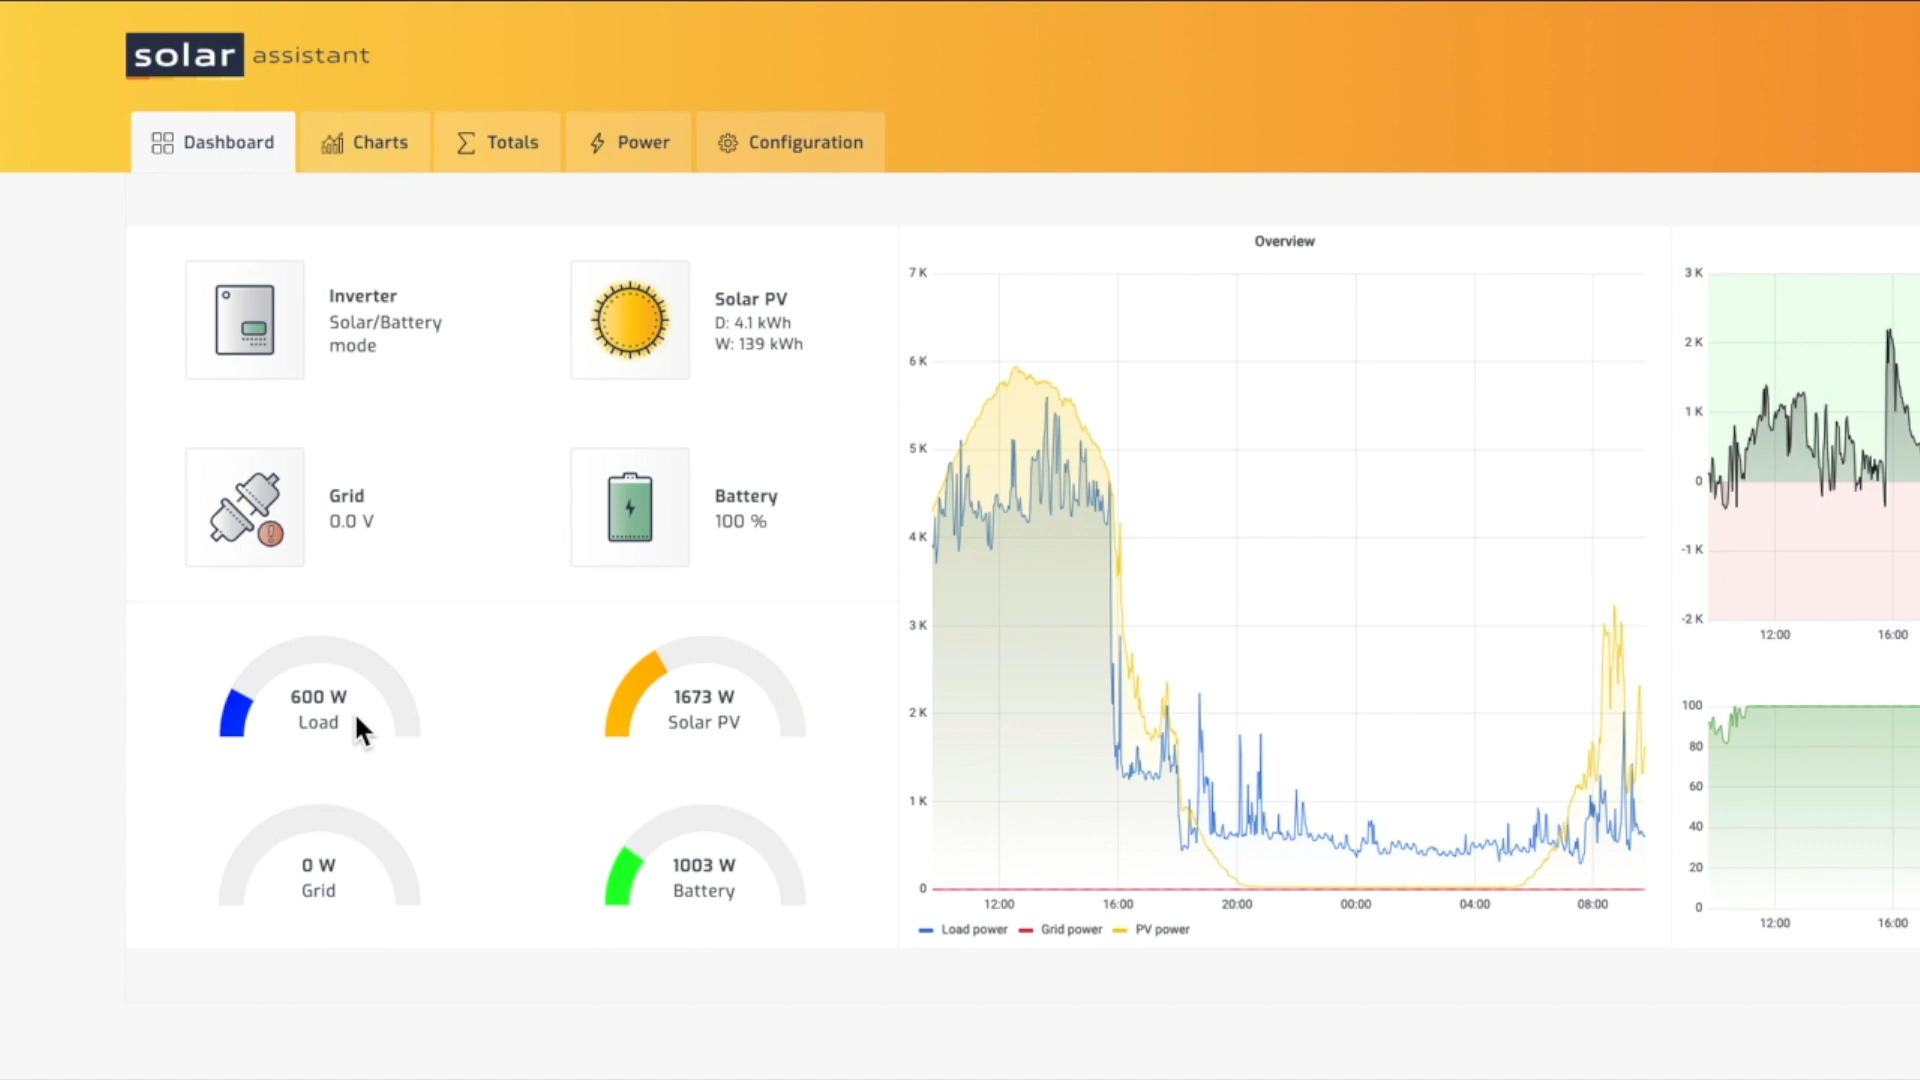 solar assistant
Dashboard
Charts
Totals
Power
Configuration
Inverter
Solar/Battery
mode
Solar PV
D: 4.1 kWh
W: 139 kWh
Grid
0.0 V
Battery
100 %
600 W
Load
1673 W
Solar PV
0 W
Grid
1003 W
Battery
Overview
7 K
6 K
5 K
4 K
3 K
2 K
1 K
0
12:00 16:00 20:00 00:00 04:00 08:00
Load power Grid power PV power
3 K
2 K
1 K
0
-1 K
-2 K
12:00 16:00
100
80
60
40
20
0
12:00 16:00